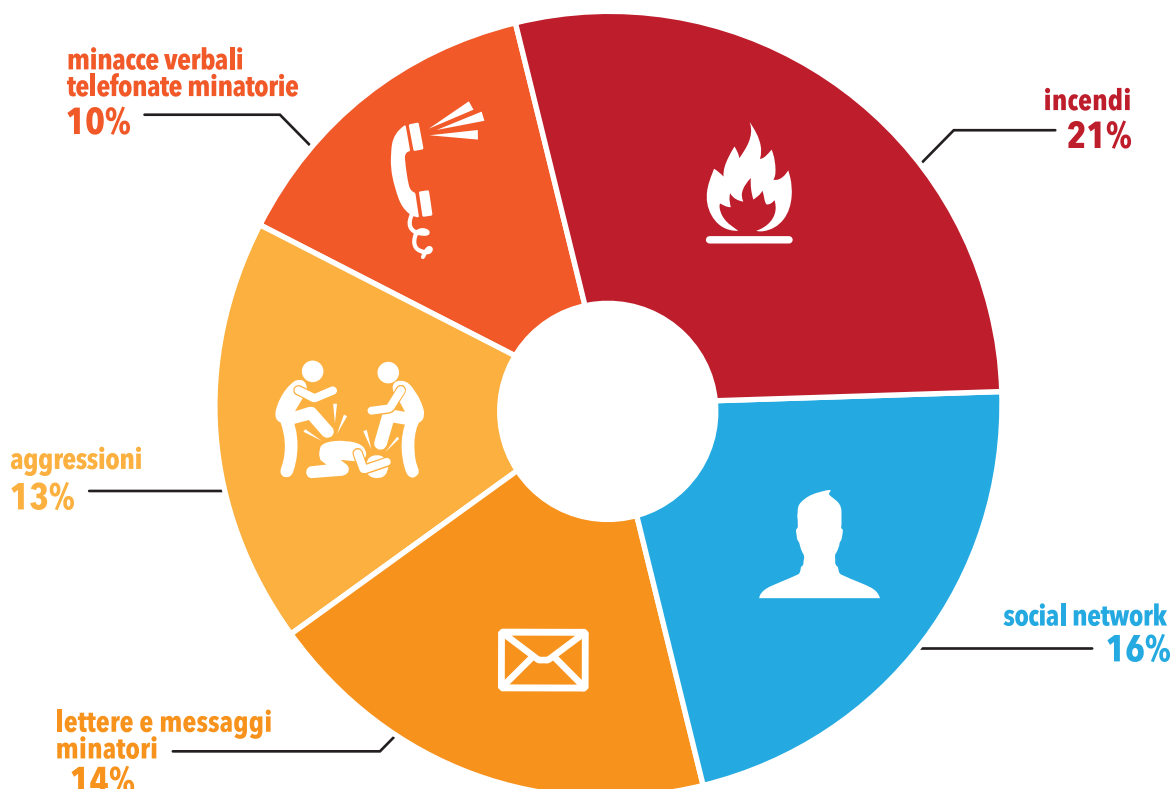 minacce verbali
telefonate minatorie
10%
incendi
21%
aggressioni
13%
social network
16%
lettere e messaggi
minatori
14%